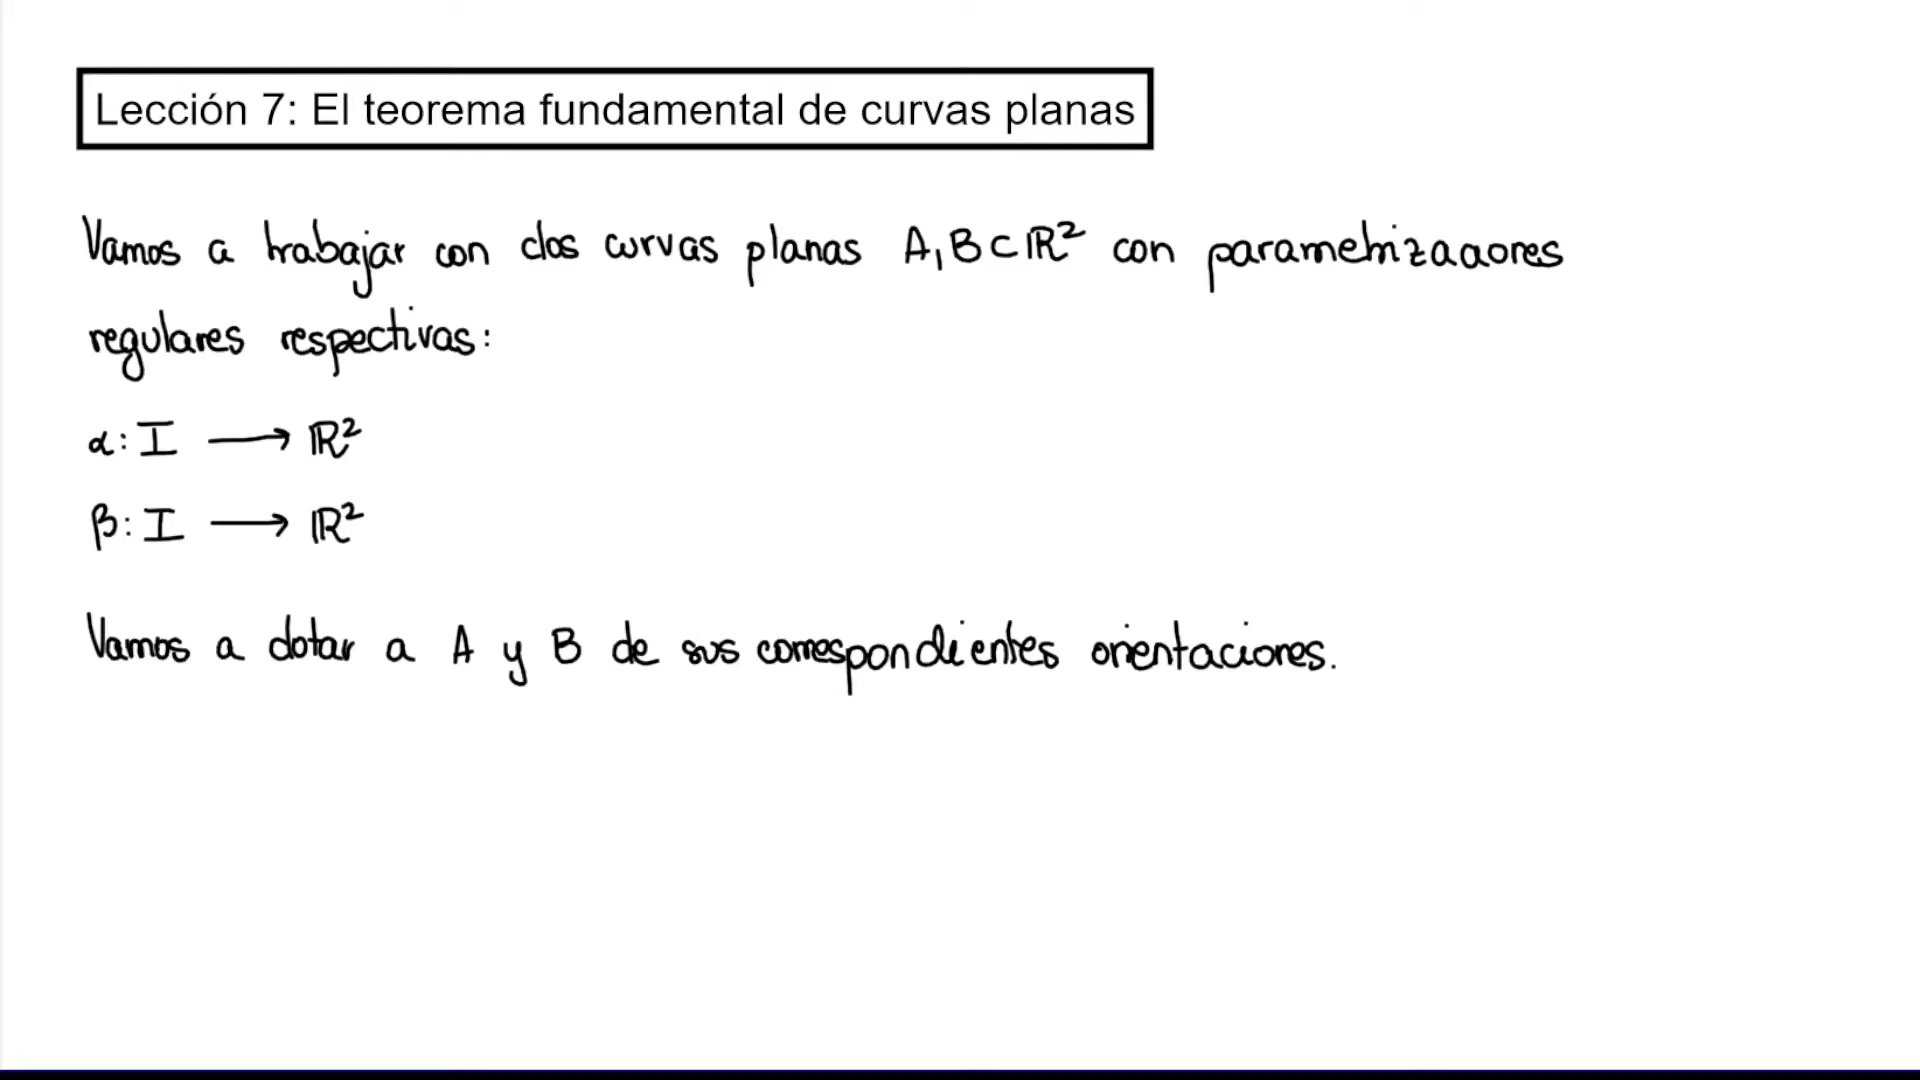 Lección 7: El teorema fundamental de curvas planas
Vamos a trabajar con dos curvas planas A, B ⊂ ℝ² con parametrizaciones
regulares respectivas:
α: I ⟶ ℝ²
β: I ⟶ ℝ²
Vamos a dotar a A y B de sus correspondientes orientaciones.